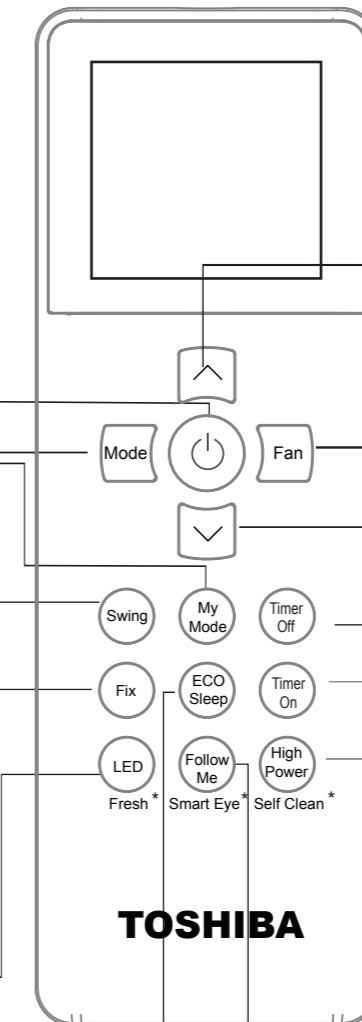 Mode
Fan
Swing
My
Mode
Timer
Off
Fix
ECO
Sleep
Timer
On
LED
Follow
Me
High
Power
Fresh * Smart Eye * Self Clean *
TOSHIBA